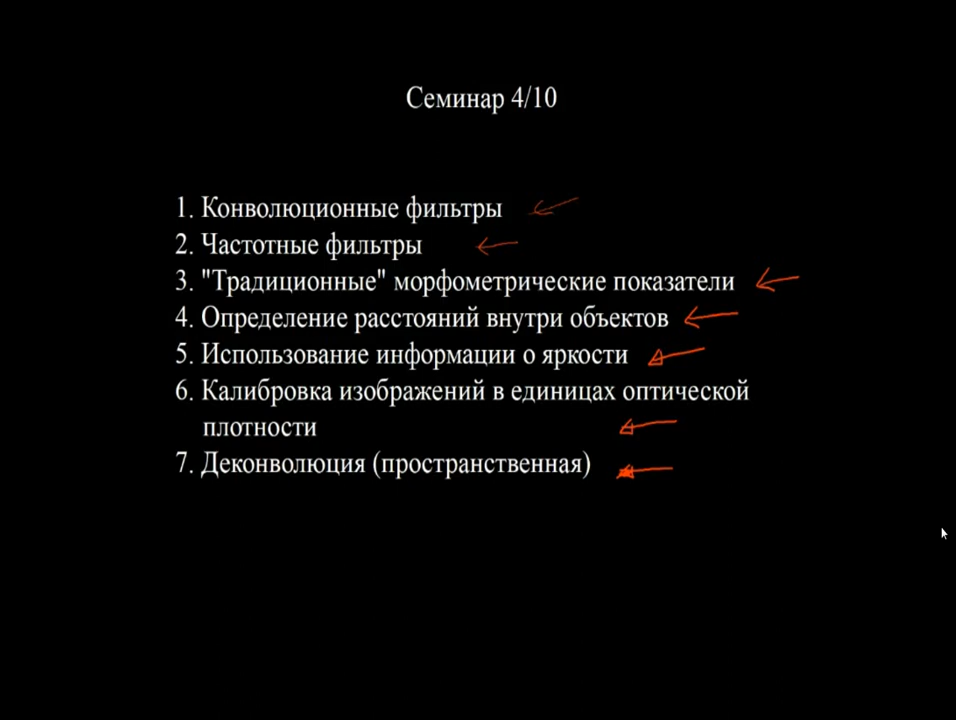 Семинар 4/10
1. Конволюционные фильтры
2. Частотные фильтры
3. "Традиционные" морфометрические показатели
4. Определение расстояний внутри объектов
5. Использование информации о яркости
6. Калибровка изображений в единицах оптической
плотности
7. Деконволюция (пространственная)